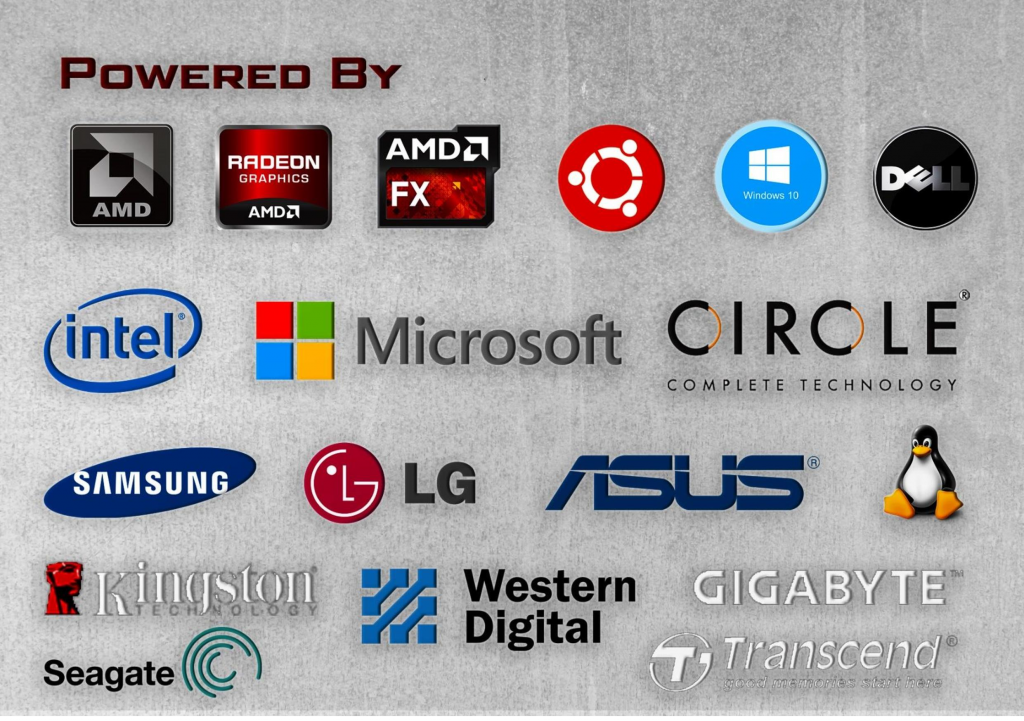 POWERED BY
AMD
RADEON
GRAPHICS
AMD
AMD
FX
Windows 10
DELL
intel®
Microsoft
CIRCLE®
COMPLETE TECHNOLOGY
SAMSUNG
LG
ASUS®
Kingston®
TECHNOLOGY
Western
Digital
GIGABYTE™
Seagate
Transcend®
good memories start here